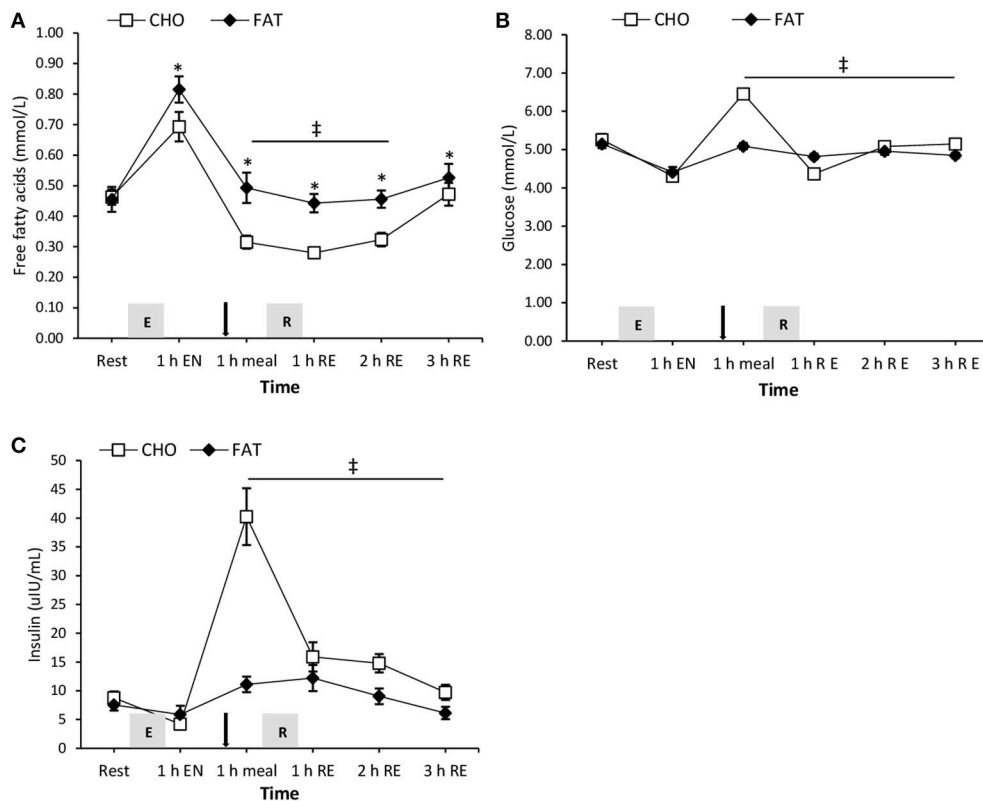 A
CHO FAT
1.00
0.90
0.80
0.70
0.60
0.50
0.40
0.30
0.20
0.10
0.00
Free fatty acids (mmol/L)
*
*
‡
*
*
*
E
R
Rest 1 h EN 1 h meal 1 h RE 2 h RE 3 h RE
Time
B
CHO FAT
8.00
7.00
6.00
5.00
4.00
3.00
2.00
1.00
0.00
Glucose (mmol/L)
‡
E
R
Rest 1 h EN 1 h meal 1 h R E 2 h R E 3 h R E
Time
C
CHO FAT
50
45
40
35
30
25
20
15
10
5
0
Insulin (uIU/mL)
‡
E
R
Rest 1 h EN 1 h meal 1 h RE 2 h RE 3 h RE
Time